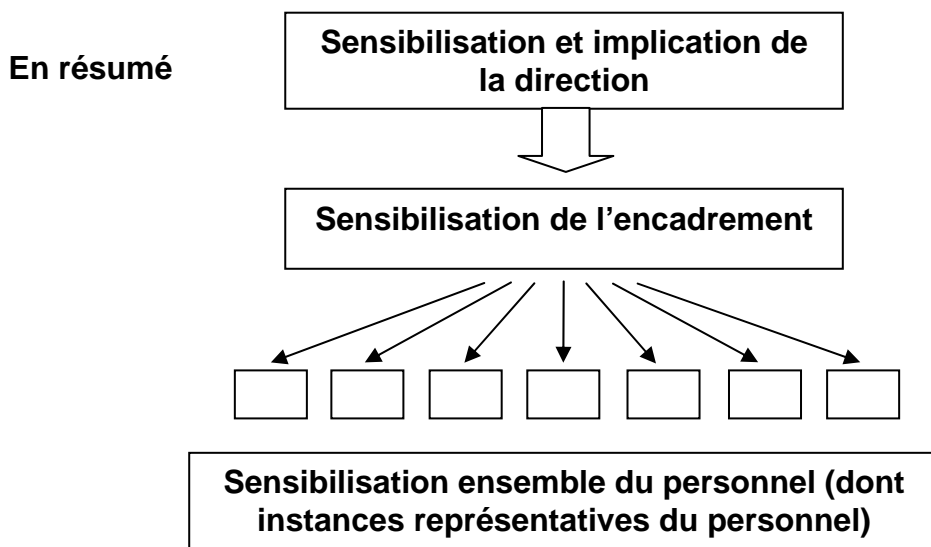 En résumé
Sensibilisation et implication de
la direction
Sensibilisation de l’encadrement
Sensibilisation ensemble du personnel (dont
instances représentatives du personnel)